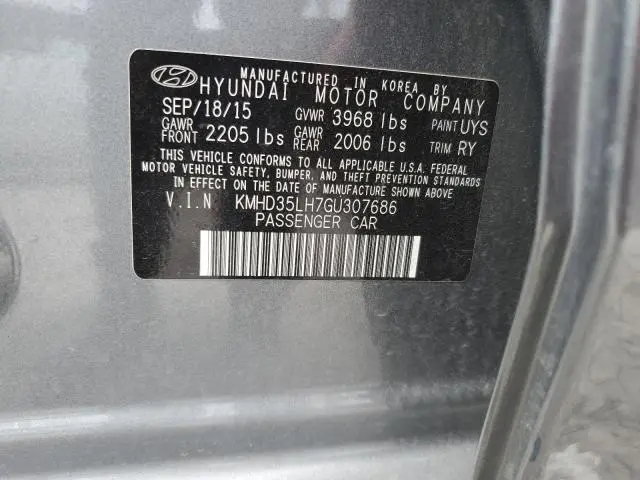 MANUFACTURED IN KOREA BY
HYUNDAI MOTOR COMPANY
SEP/18/15 GVWR 3968 lbs PAINT UYS
GAWR FRONT 2205 lbs GAWR REAR 2006 lbs TRIM RY
THIS VEHICLE CONFORMS TO ALL APPLICABLE U.S.A. FEDERAL
MOTOR VEHICLE SAFETY, BUMPER, AND THEFT PREVENTION STANDARDS
IN EFFECT ON THE DATE OF MANUFACTURE SHOWN ABOVE
V.I.N KMHD35LH7GU307686
PASSENGER CAR